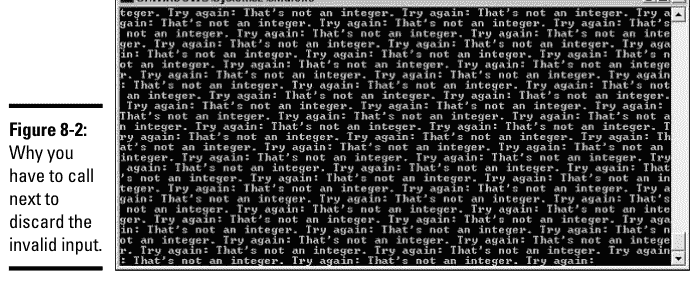 teger. Try again: That's not an integer. Try again: That's not an integer. Try a
gain: That's not an integer. Try again: That's not an integer. Try again: That's
 not an integer. Try again: That's not an integer. Try again: That's not an inte
ger. Try again: That's not an integer. Try again: That's not an integer. Try aga
in: That's not an integer. Try again: That's not an integer. Try again: That's n
ot an integer. Try again: That's not an integer. Try again: That's not an intege
r. Try again: That's not an integer. Try again: That's not an integer. Try again
: That's not an integer. Try again: That's not an integer. Try again: That's not
 an integer. Try again: That's not an integer. Try again: That's not an integer.
 Try again: That's not an integer. Try again: That's not an integer. Try again:
That's not an integer. Try again: That's not an integer. Try again: That's not a
n integer. Try again: That's not an integer. Try again: That's not an integer. T
ry again: That's not an integer. Try again: That's not an integer. Try again: Th
at's not an integer. Try again: That's not an integer. Try again: That's not an
integer. Try again: That's not an integer. Try again: That's not an integer. Try
 again: That's not an integer. Try again: That's not an integer. Try again: That
's not an integer. Try again: That's not an integer. Try again: That's not an in
teger. Try again: That's not an integer. Try again: That's not an integer. Try a
gain: That's not an integer. Try again: That's not an integer. Try again: That's
 not an integer. Try again: That's not an integer. Try again: That's not an inte
ger. Try again: That's not an integer. Try again: That's not an integer. Try aga
in: That's not an integer. Try again: That's not an integer. Try again: That's n
ot an integer. Try again: That's not an integer. Try again: That's not an intege
r. Try again: That's not an integer. Try again: That's not an integer. Try again
: That's not an integer. That's not an integer. Try again:
Figure 8-2:
Why you
have to call
next to
discard the
invalid input.